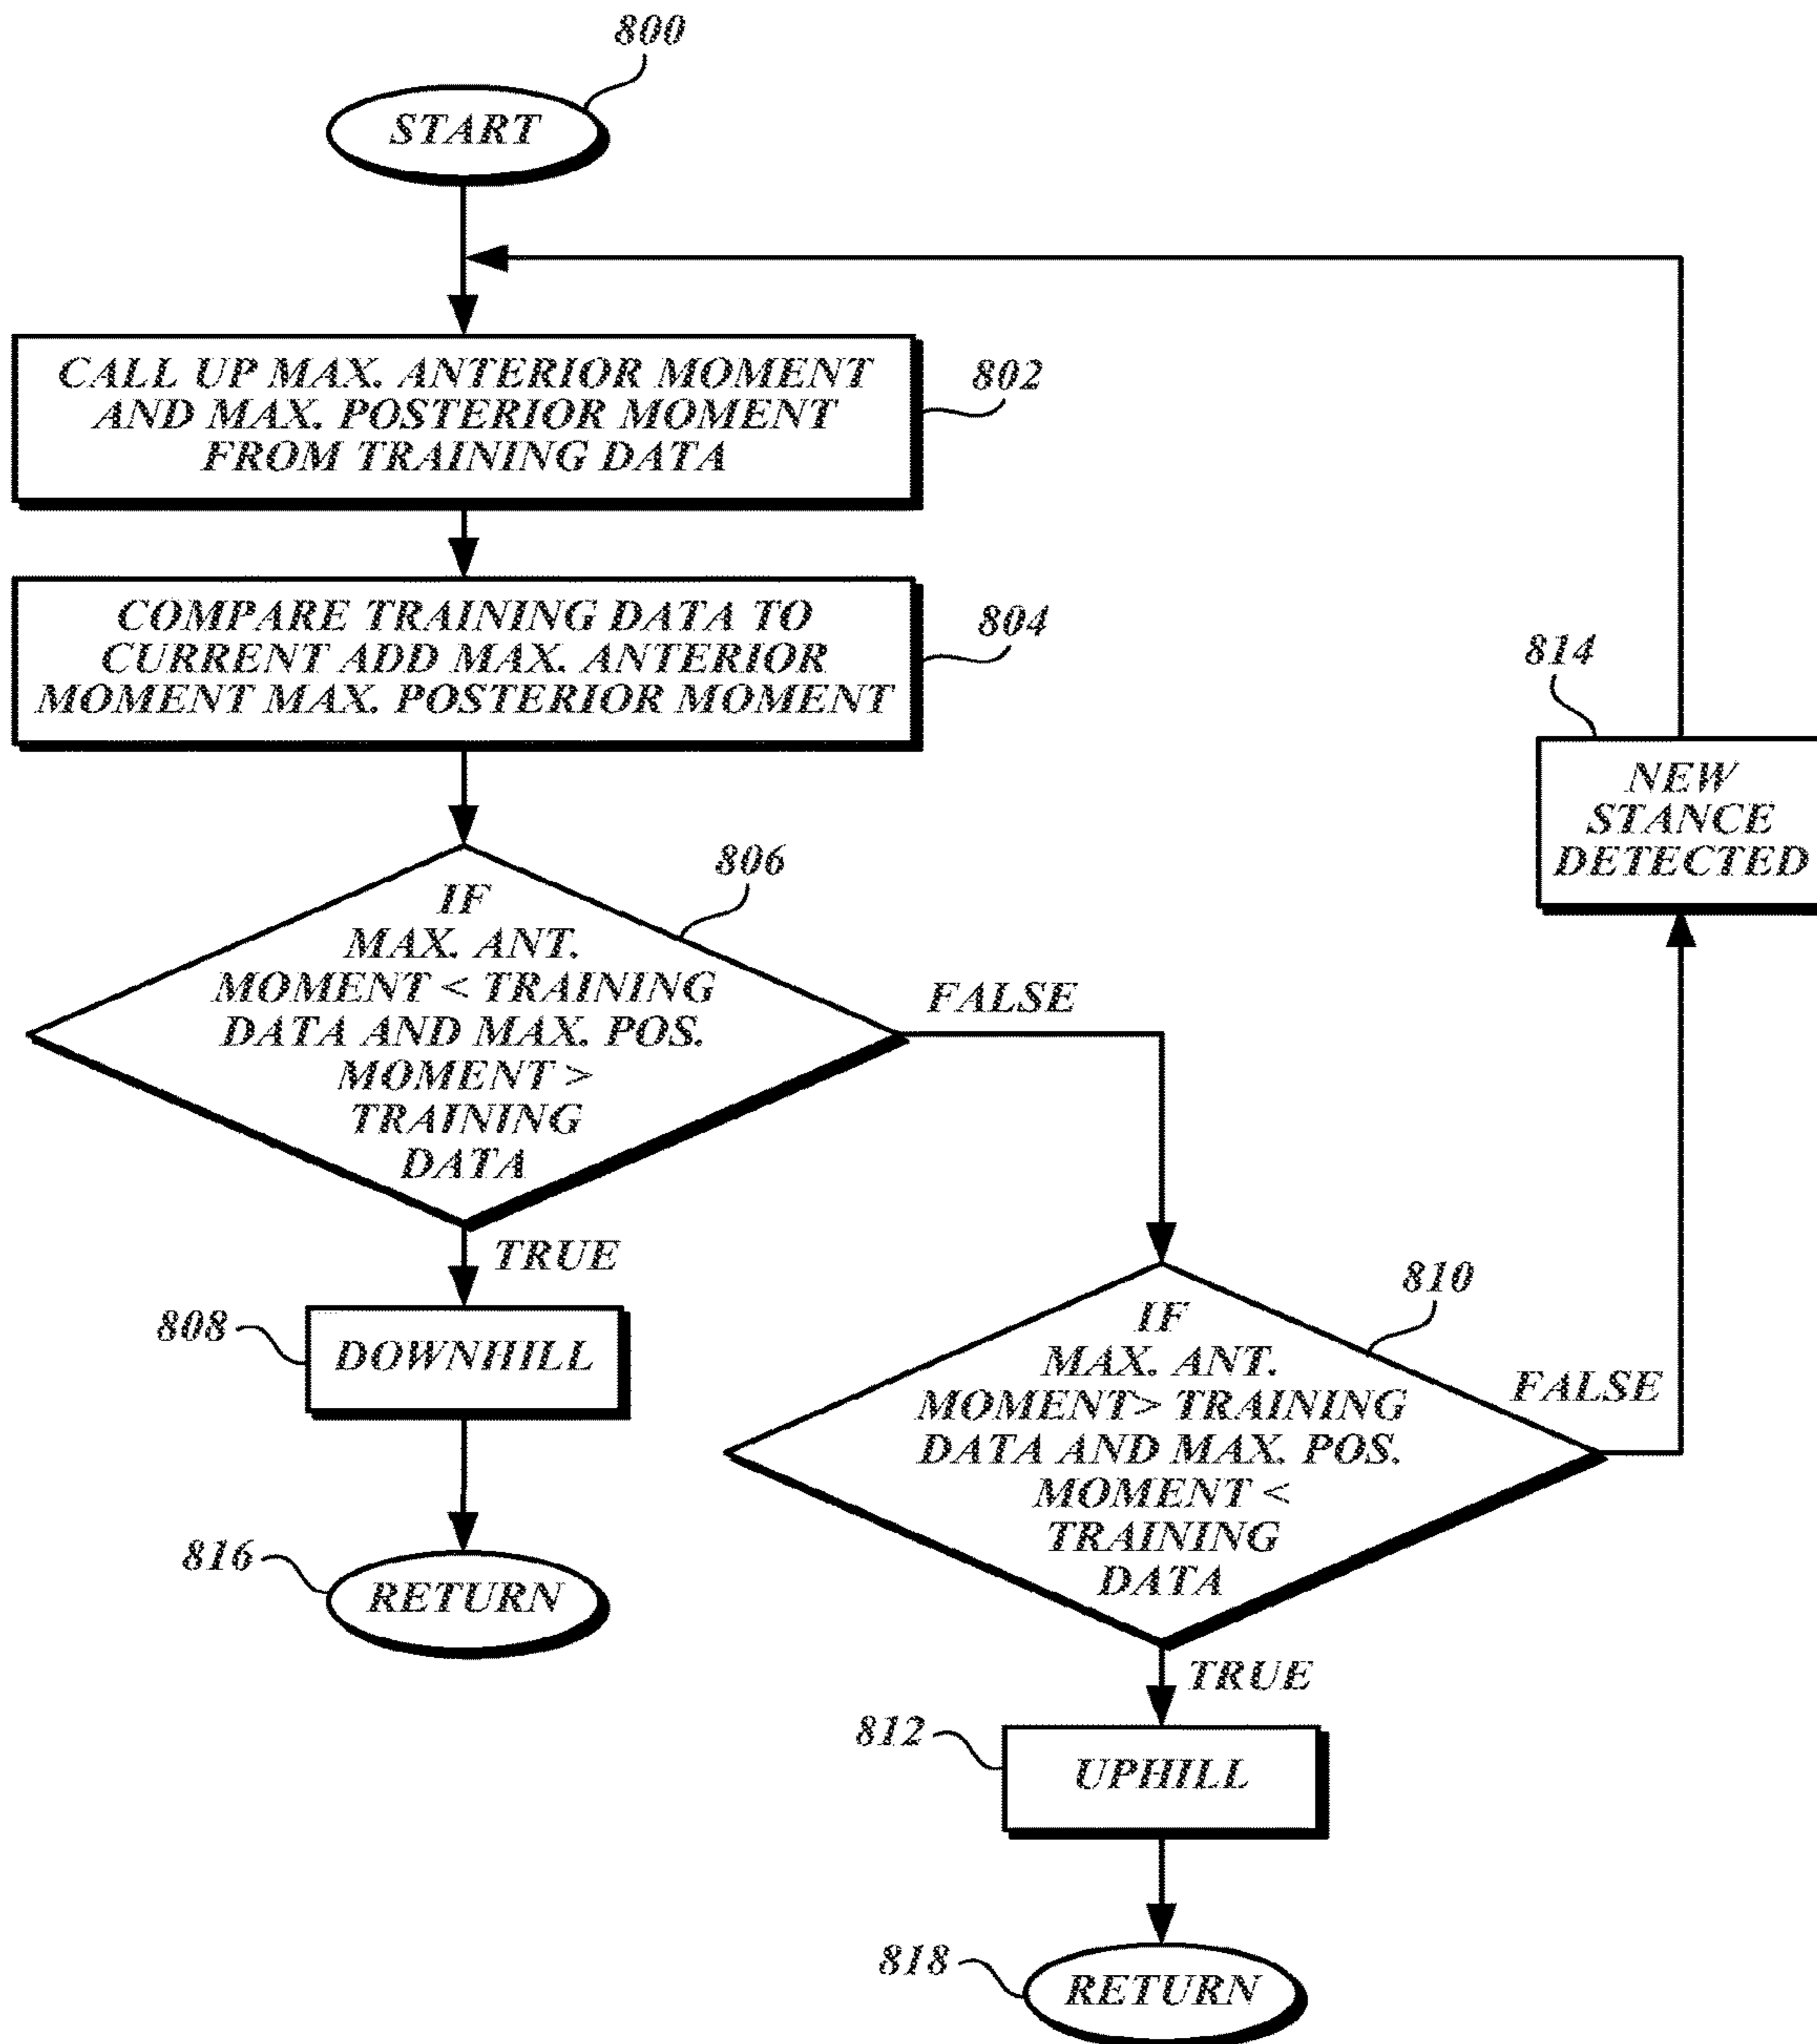 800
START
CALL UP MAX. ANTERIOR MOMENT
AND MAX. POSTERIOR MOMENT
FROM TRAINING DATA
802
COMPARE TRAINING DATA TO
CURRENT ADD MAX. ANTERIOR
MOMENT MAX. POSTERIOR MOMENT
804
814
NEW
STANCE
DETECTED
806
IF
MAX. ANT.
MOMENT < TRAINING
DATA AND MAX. POS.
MOMENT >
TRAINING
DATA
FALSE
TRUE
808
DOWNHILL
816
RETURN
810
IF
MAX. ANT.
MOMENT> TRAINING
DATA AND MAX. POS.
MOMENT <
TRAINING
DATA
FALSE
TRUE
812
UPHILL
818
RETURN